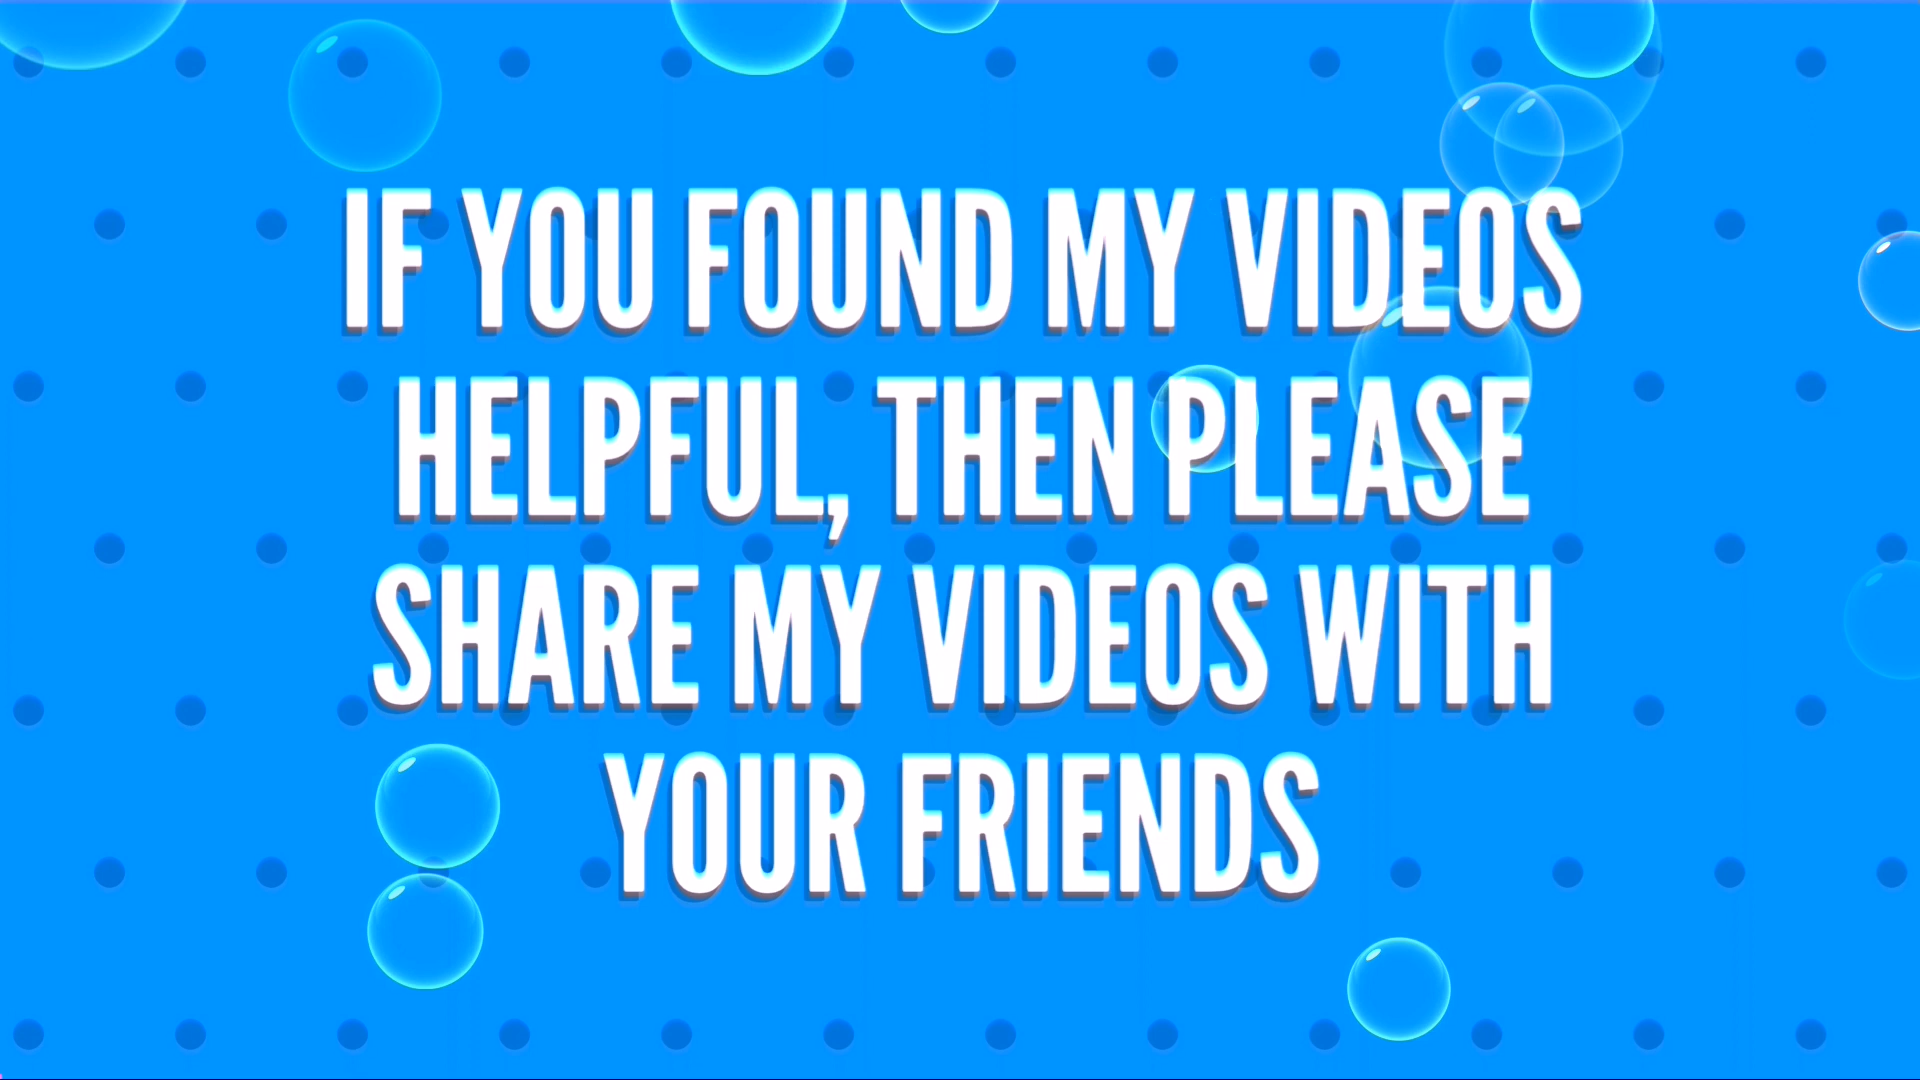 IF YOU FOUND MY VIDEOS
HELPFUL, THEN PLEASE
SHARE MY VIDEOS WITH
YOUR FRIENDS